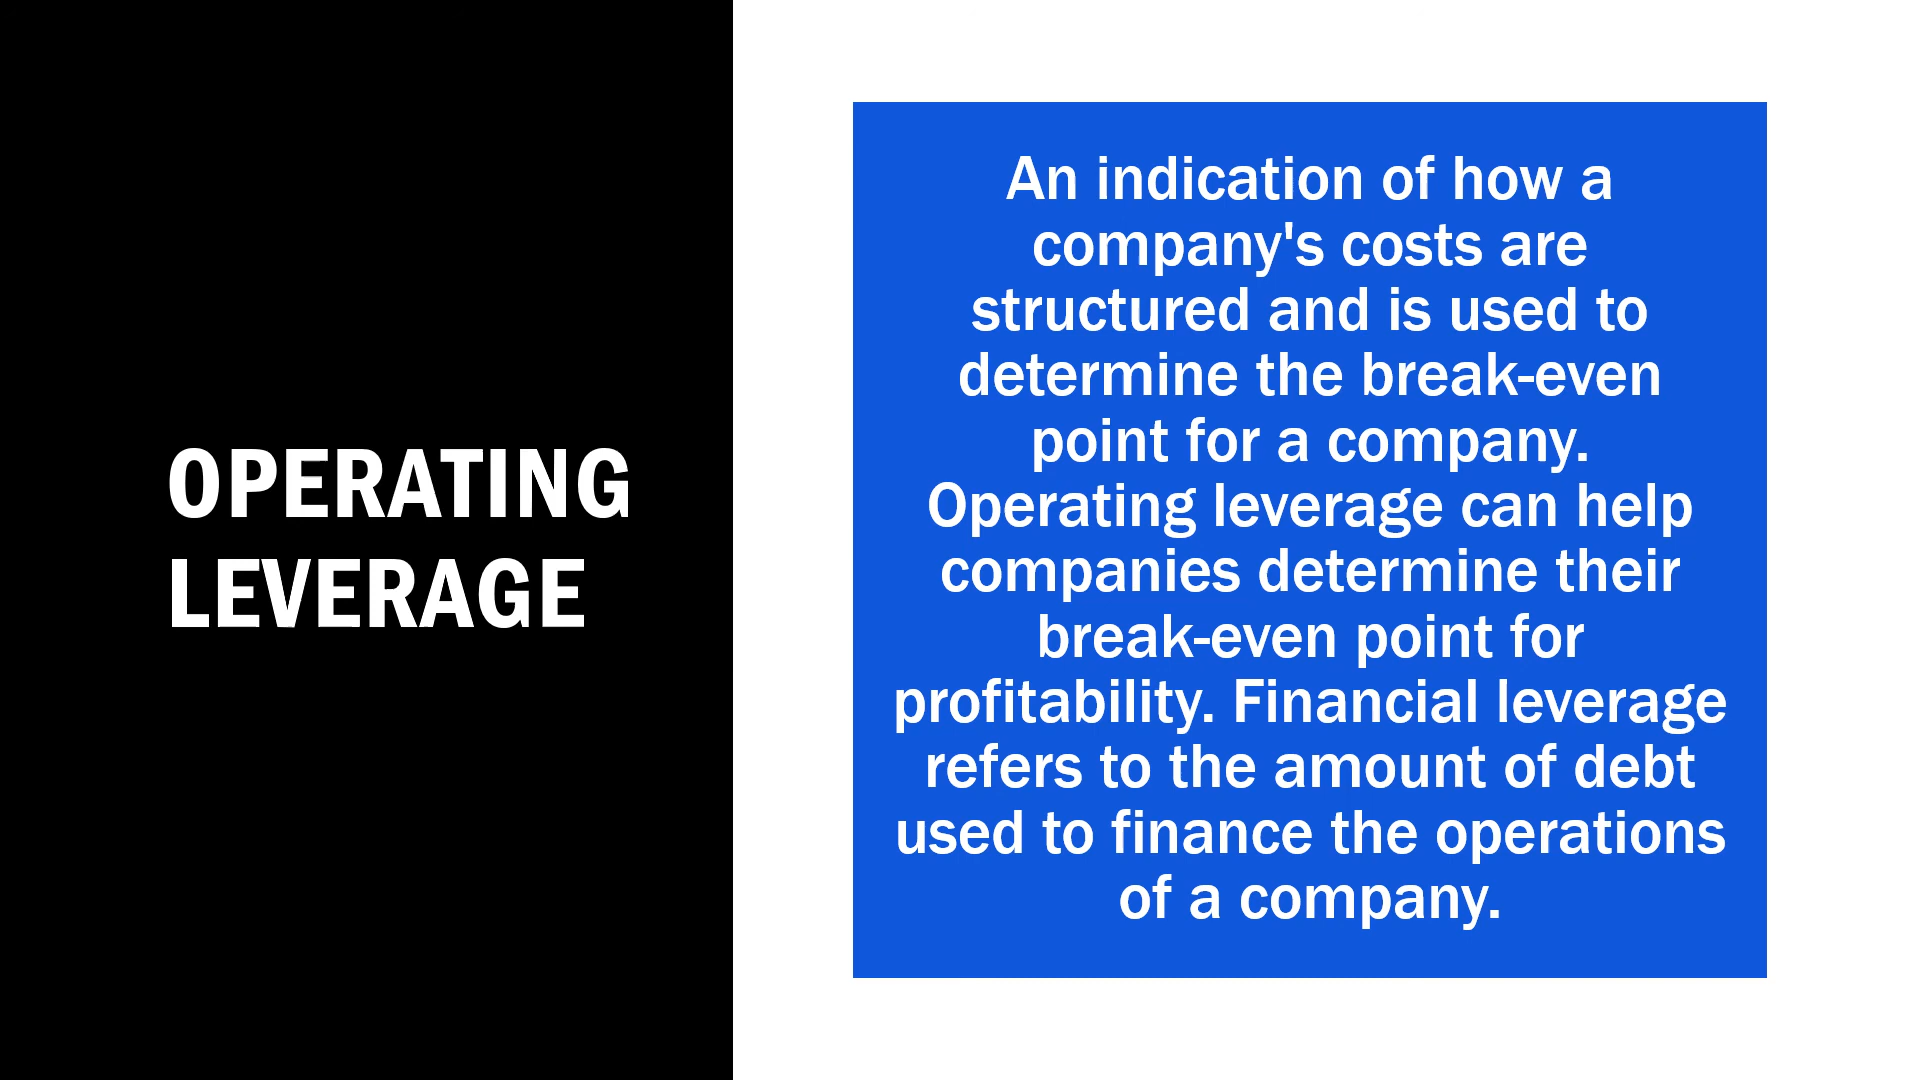 OPERATING
LEVERAGE
An indication of how a
company's costs are
structured and is used to
determine the break-even
point for a company.
Operating leverage can help
companies determine their
break-even point for
profitability. Financial leverage
refers to the amount of debt
used to finance the operations
of a company.